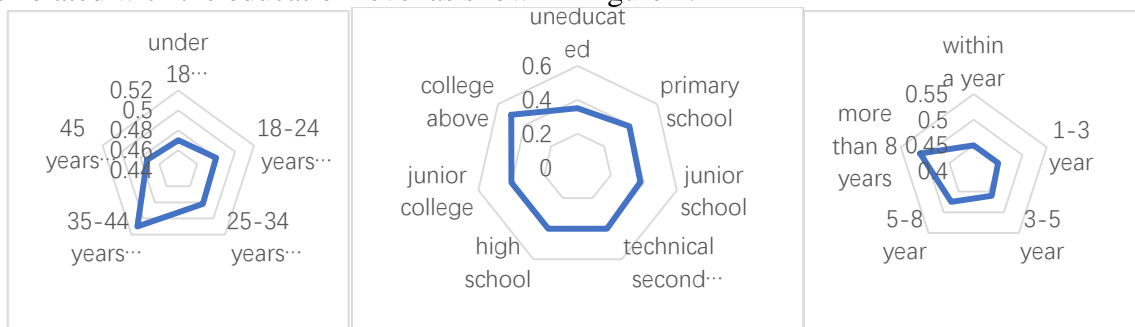 under
18…
0.52
0.5
0.48
0.46
0.44
45
years…
18-24
years…
35-44
years…
25-34
years…
uneducat
ed
0.6
0.4
0.2
0
college
above
primary
school
junior
college
junior
school
high
school
technical
second…
within
a year
0.55
0.5
0.45
0.4
more
than 8
years
1-3
year
5-8
year
3-5
year